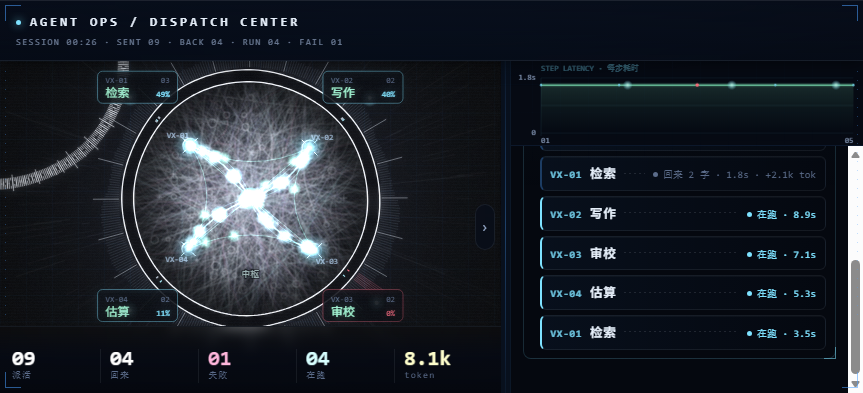 AGENT OPS / DISPATCH CENTER
SESSION 00:26 · SENT 09 · BACK 04 · RUN 04 · FAIL 01
VX-01 03
检索 49%
VX-02 02
写作 40%
VX-01
VX-02
VX-04
VX-03
中枢
VX-04 02
估算 11%
VX-03 02
审校 0%
›
09
派活
04
回来
01
失败
04
在跑
8.1k
token
STEP LATENCY · 每步耗时
1.8s
0
01 05
VX-01 检索 回来 2 字 · 1.8s · +2.1k tok
VX-02 写作 在跑 · 8.9s
VX-03 审校 在跑 · 7.1s
VX-04 估算 在跑 · 5.3s
VX-01 检索 在跑 · 3.5s